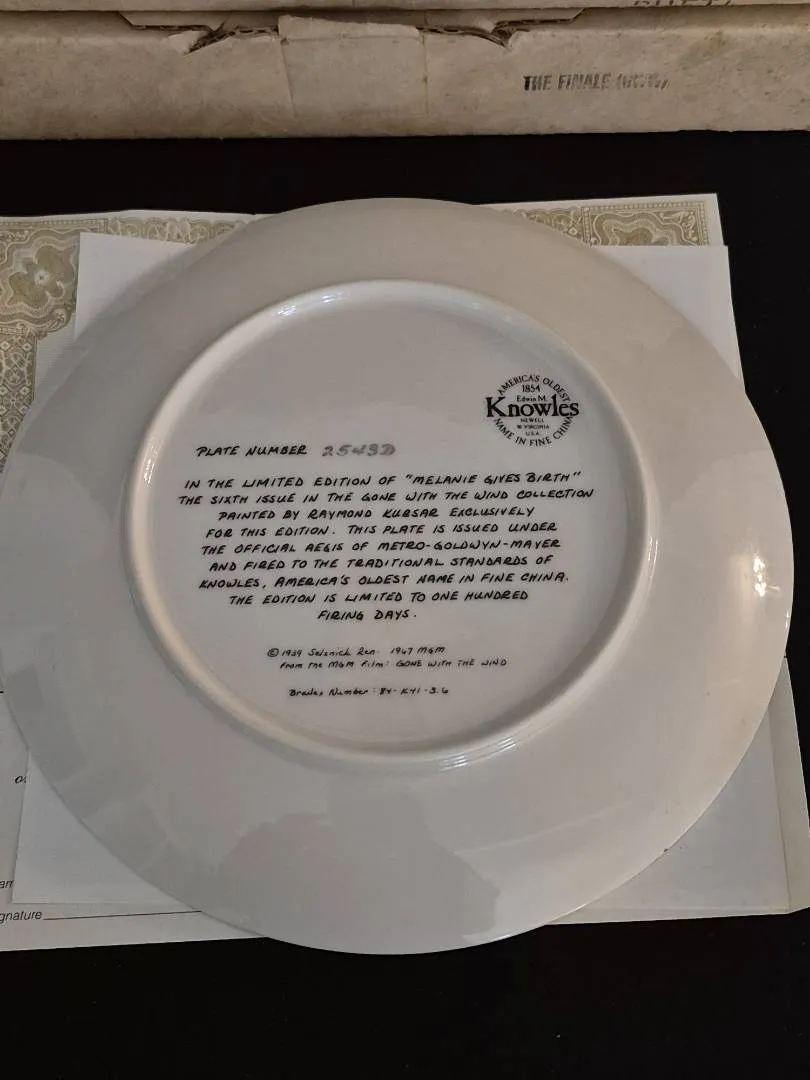 THE FINALE
AMERICA'S OLDEST
1854
Edwin M.
Knowles
NEWELL
W. VIRGINIA
U.S.A.
NAME IN FINE CHINA
PLATE NUMBER 2543D
IN THE LIMITED EDITION OF "MELANIE GIVES BIRTH"
THE SIXTH ISSUE IN THE GONE WITH THE WIND COLLECTION
PAINTED BY RAYMOND KURSAR EXCLUSIVELY
FOR THIS EDITION. THIS PLATE IS ISSUED UNDER
THE OFFICIAL AEGIS OF METRO-GOLDWYN-MAYER
AND FIRED TO THE TRADITIONAL STANDARDS OF
KNOWLES, AMERICA'S OLDEST NAME IN FINE CHINA.
THE EDITION IS LIMITED TO ONE HUNDRED
FIRING DAYS.
© 1939 Selznick Ren. 1967 MGM
From the MGM Film: GONE WITH THE WIND
Bradex Number: 84-K41-3.6
gnature